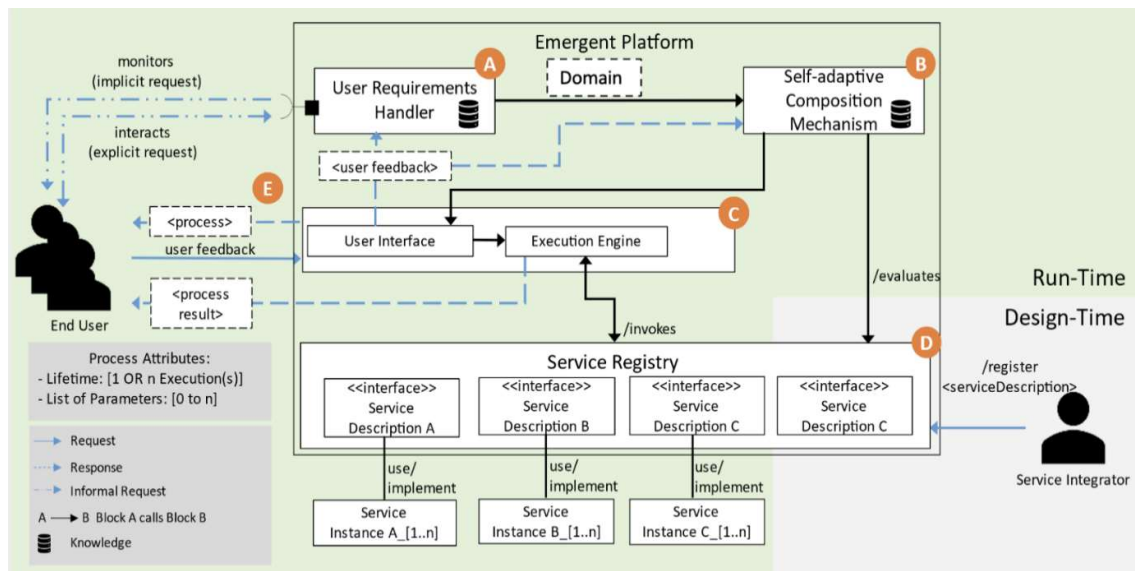 Emergent Platform
monitors
(implicit request)
interacts
(explicit request)
A
User Requirements
Handler
Domain
B
Self-adaptive
Composition
Mechanism
<user feedback>
E
<process>
user feedback
<process
result>
End User
C
User Interface
Execution Engine
/evaluates
/invokes
Run-Time
Design-Time
D
Service Registry
<<interface>>
Service
Description A
<<interface>>
Service
Description B
<<interface>>
Service
Description C
<<interface>>
Service
Description C
/register
<serviceDescription>
Service Integrator
use/
implement
use/
implement
use/
implement
Service
Instance A_[1..n]
Service
Instance B_[1..n]
Service
Instance C_[1..n]
Process Attributes:
- Lifetime: [1 OR n Execution(s)]
- List of Parameters: [0 to n]
Request
Response
Informal Request
A B Block A calls Block B
Knowledge